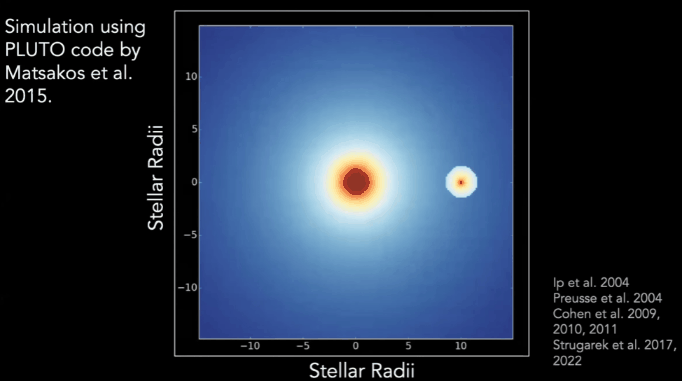 Simulation using
PLUTO code by
Matsakos et al.
2015.
Stellar Radii
10
5
0
−5
−10
−10
−5
0
5
10
Stellar Radii
Ip et al. 2004
Preusse et al. 2004
Cohen et al. 2009,
2010, 2011
Strugarek et al. 2017,
2022